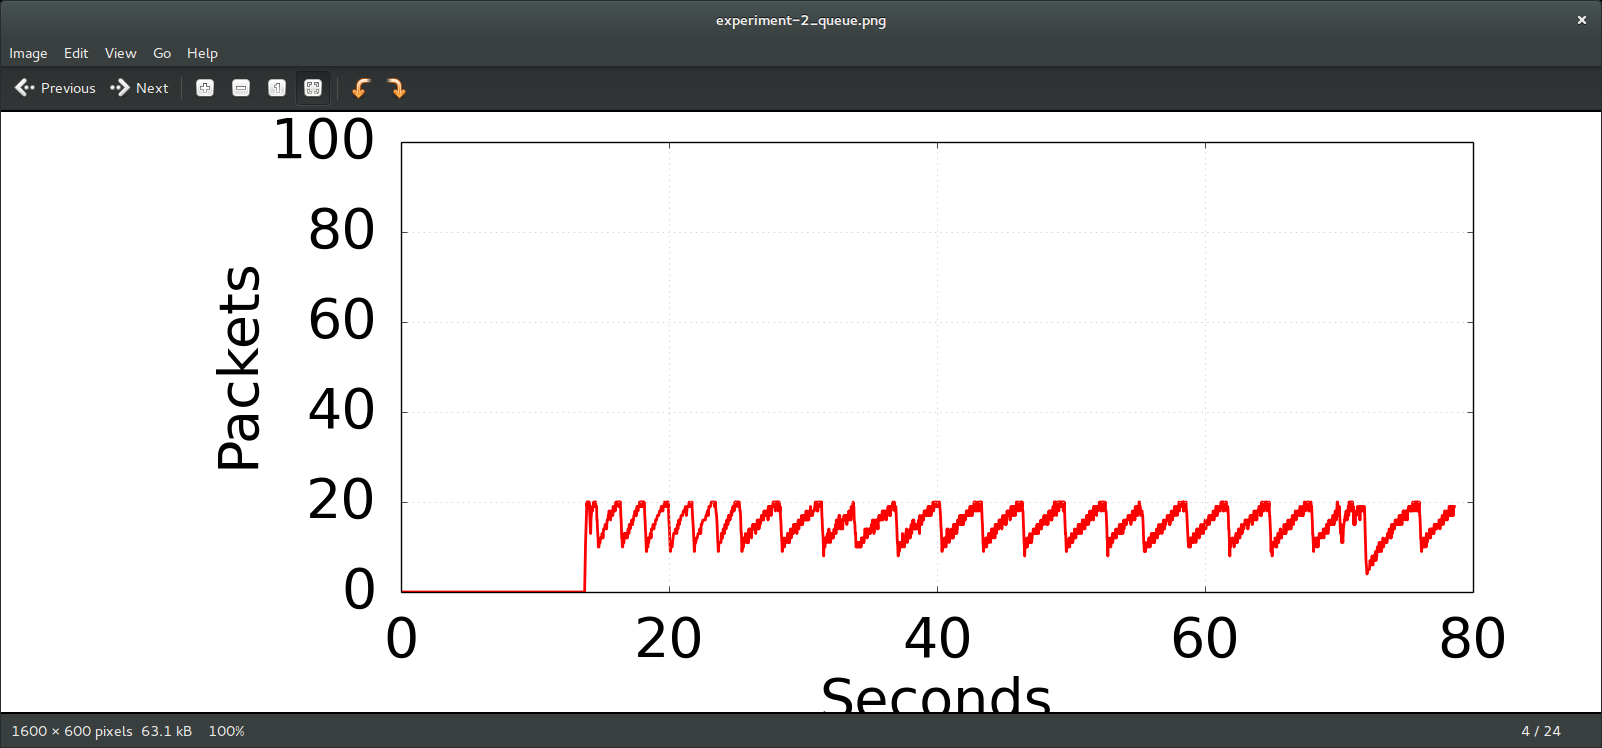 experiment-2_queue.png
Image Edit View Go Help
Previous Next
100
80
60
40
20
0
Packets
0 20 40 60 80
Seconds
1600 × 600 pixels 63.1 kB 100% 4 / 24